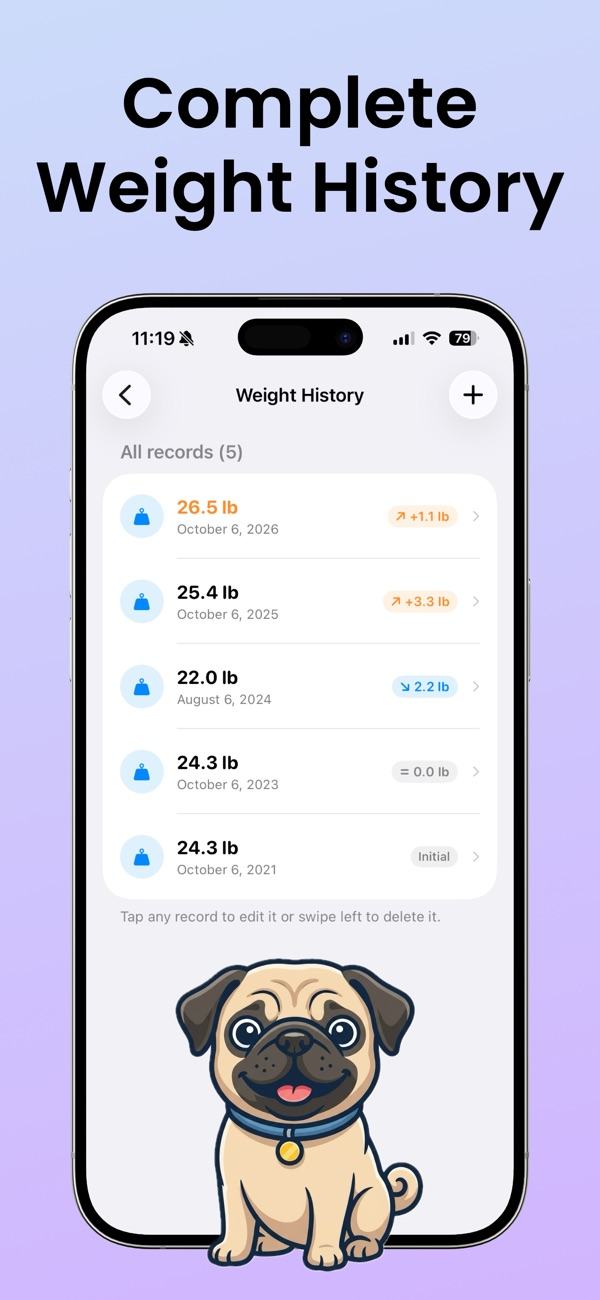 Complete
Weight History
11:19
79
Weight History
All records (5)
26.5 lb
+1.1 lb
October 6, 2026
25.4 lb
+3.3 lb
October 6, 2025
22.0 lb
2.2 lb
August 6, 2024
24.3 lb
= 0.0 lb
October 6, 2023
24.3 lb
Initial
October 6, 2021
Tap any record to edit it or swipe left to delete it.